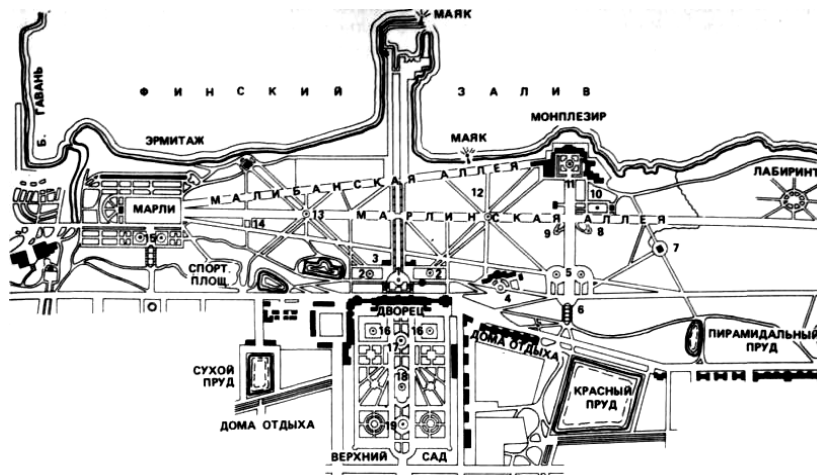 МАЯК
ФИНСКИЙ ЗАЛИВ
Б. ГАВАНЬ
МОНПЛЕЗИР
ЭРМИТАЖ
МАЯК
МАЛИБАНСКАЯ АЛЛЕЯ
ЛАБИРИНТ
11
10
12
МАРЛИ
13
МАРЛИНСКАЯ АЛЛЕЯ
14
9
8
15
7
3
СПОРТ.
ПЛОЩ.
2
2
5
4
6
ДВОРЕЦ
16
16
17
ДОМА ОТДЫХА
ПИРАМИДАЛЬНЫЙ
ПРУД
СУХОЙ
ПРУД
18
КРАСНЫЙ
ПРУД
ДОМА ОТДЫХА
19
ВЕРХНИЙ САД